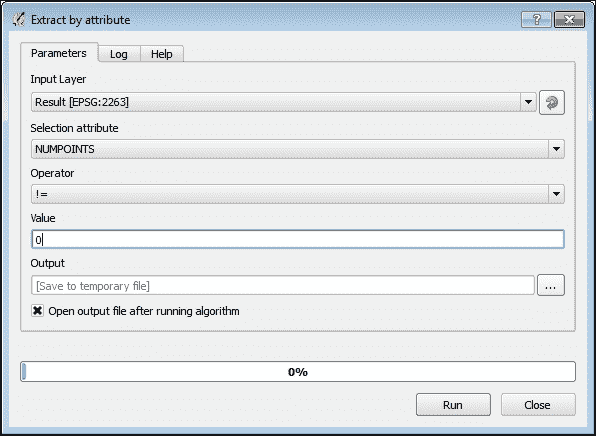 Extract by attribute
Parameters Log Help
Input Layer
Result [EPSG:2263]
Selection attribute
NUMPOINTS
Operator
!=
Value
0
Output
[Save to temporary file] ...
Open output file after running algorithm
0%
Run Close